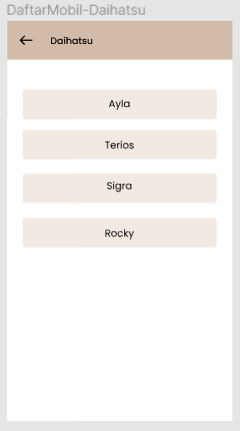 DaftarMobil-Daihatsu
Daihatsu
Ayla
Terios
Sigra
Rocky